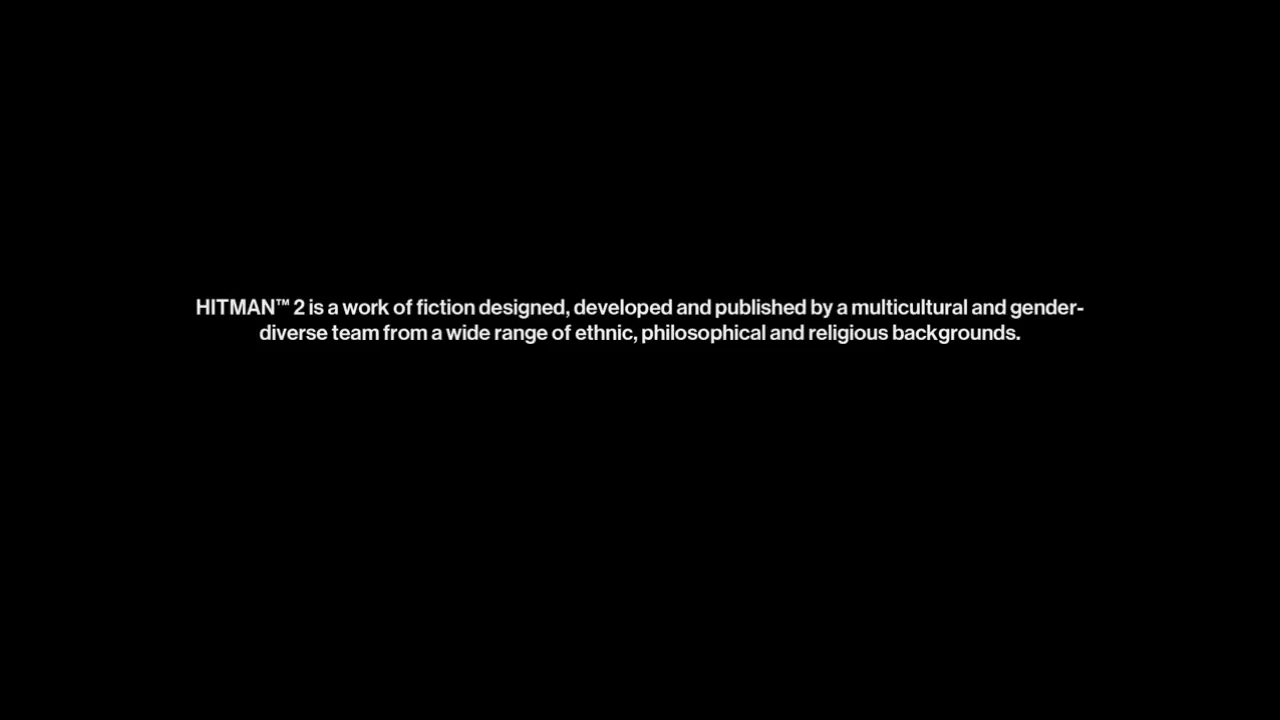 HITMAN™ 2 is a work of fiction designed, developed and published by a multicultural and gender-
diverse team from a wide range of ethnic, philosophical and religious backgrounds.